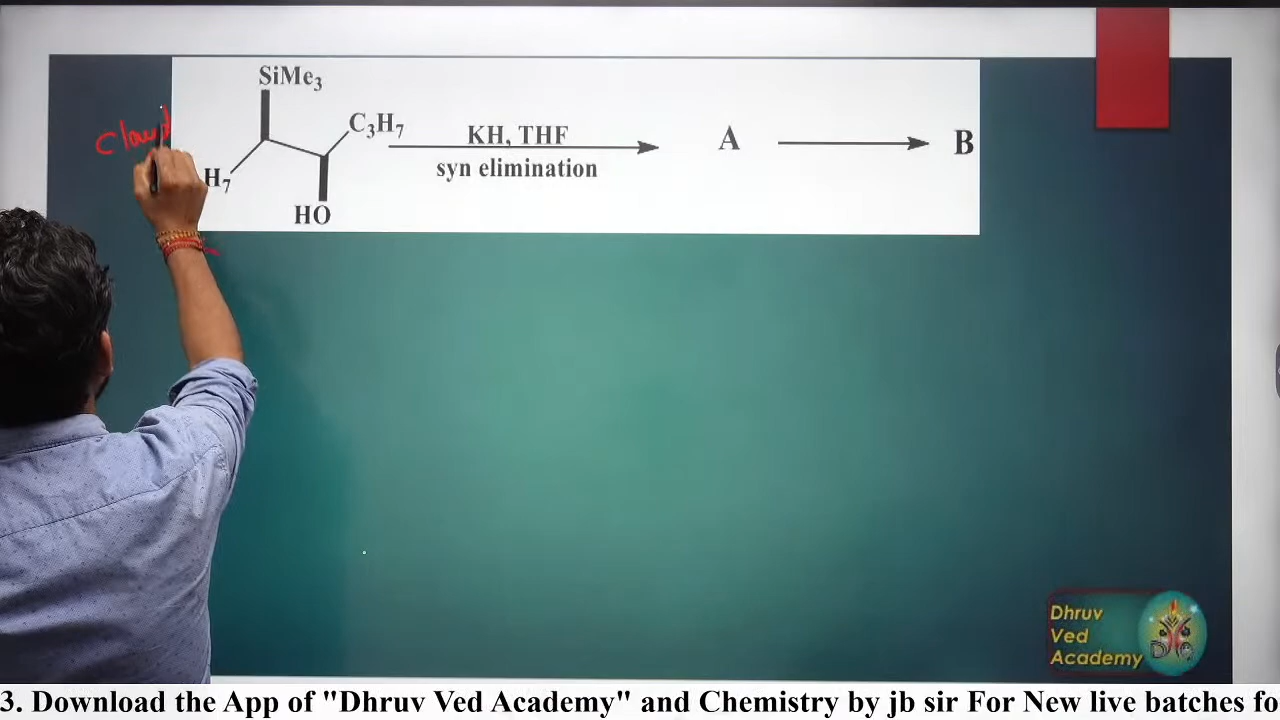 SiMe3
C3H7
KH, THF
A
B
H7
syn elimination
HO
Dhruv
Ved
Academy
3. Download the App of "Dhruv Ved Academy" and Chemistry by jb sir For New live batches fo